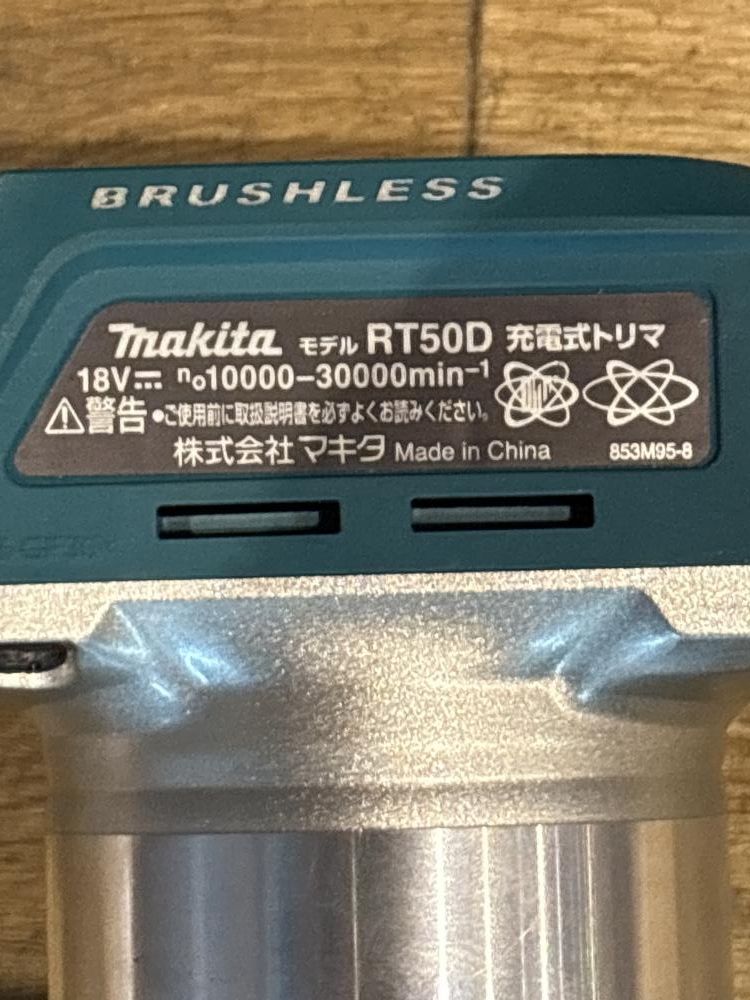 BRUSHLESS
makita モデル RT50D 充電式トリマ
18V⎓ n₀10000-30000min⁻¹
⚠警告 ●ご使用前に取扱説明書を必ずよくお読みください。
株式会社マキタ Made in China 853M95-8